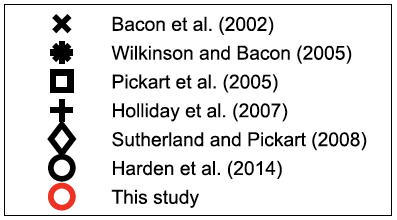 Bacon et al. (2002)
Wilkinson and Bacon (2005)
Pickart et al. (2005)
Holliday et al. (2007)
Sutherland and Pickart (2008)
Harden et al. (2014)
This study